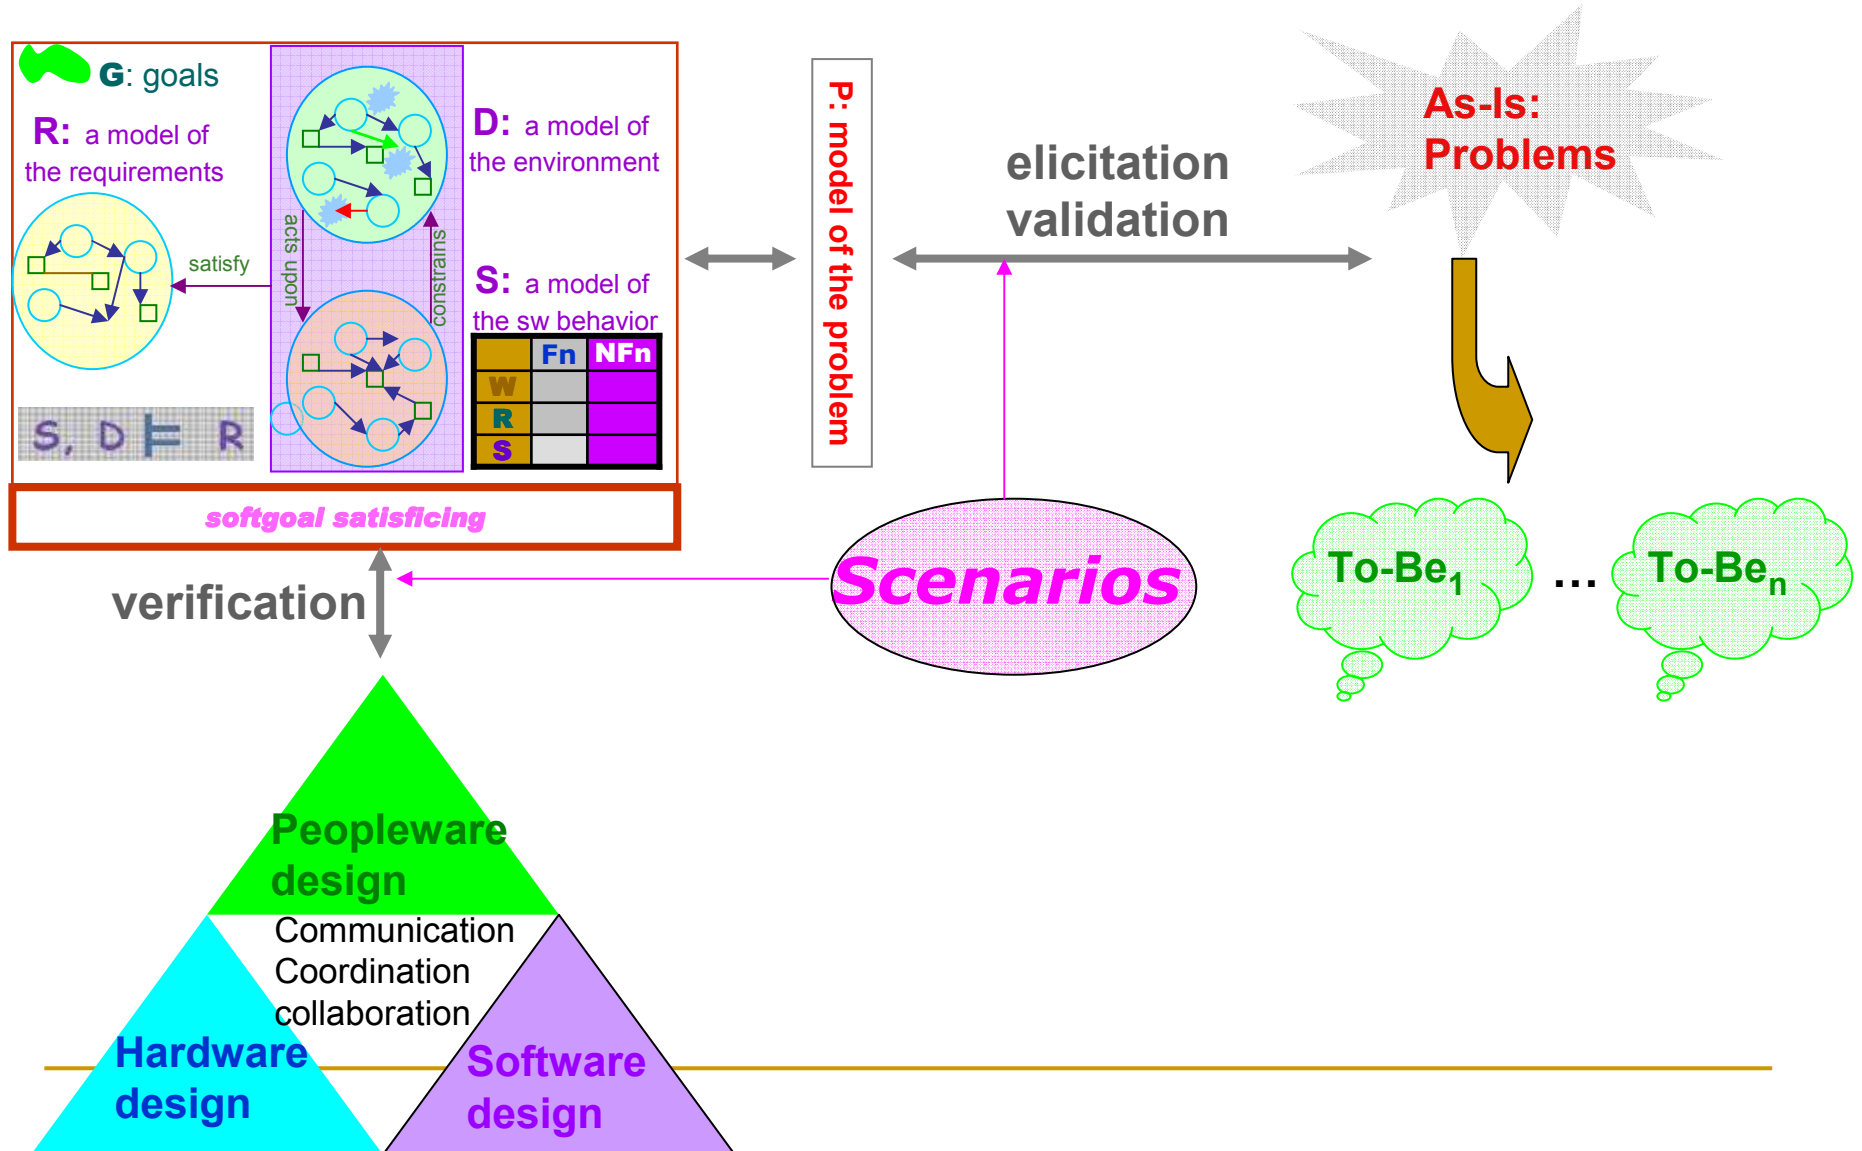 G: goals
R: a model of
the requirements
D: a model of
the environment
satisfy
acts upon
constrains
S: a model of
the sw behavior
Fn NFn
W
R
S
S, D ⊨ R
softgoal satisficing
P: model of the problem
elicitation
validation
As-Is:
Problems
To-Be1 ... To-Ben
Scenarios
verification
Peopleware
design
Communication
Coordination
collaboration
Hardware
design
Software
design